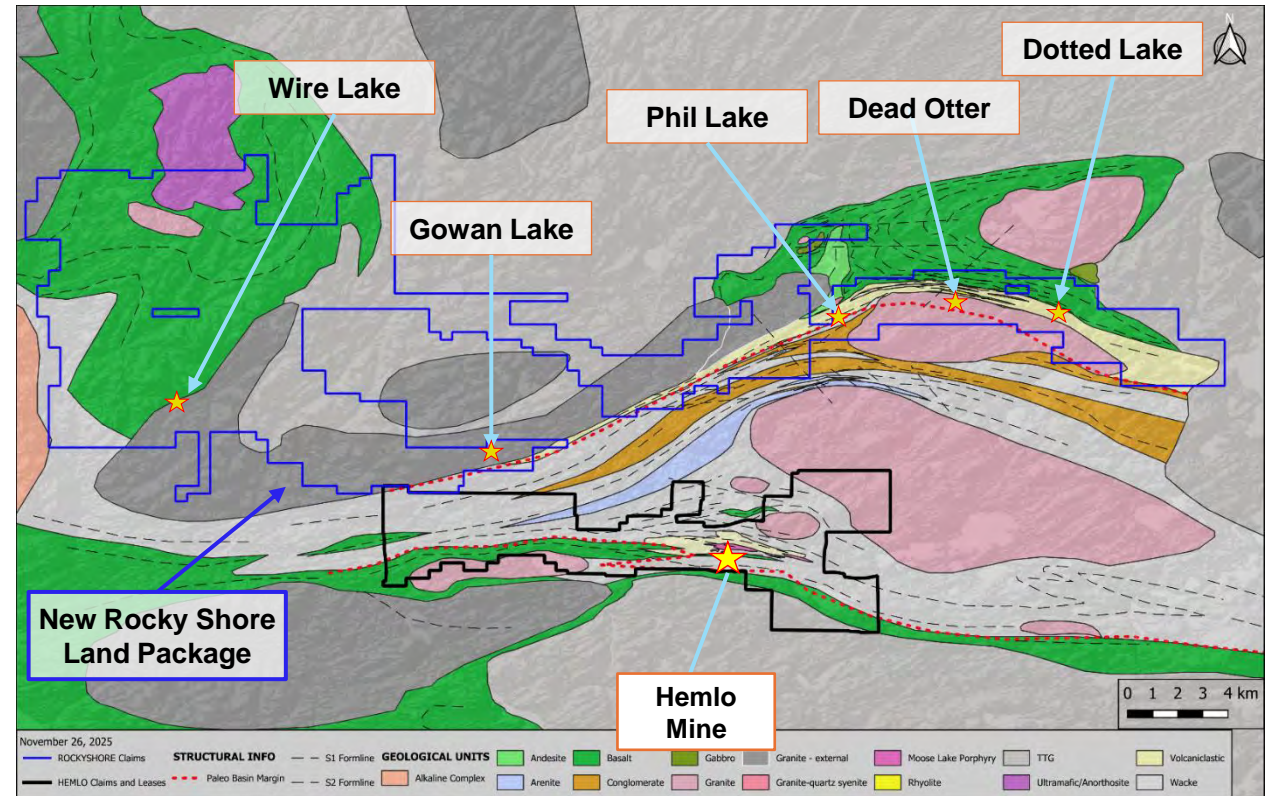 N
Dotted Lake
Wire Lake
Dead Otter
Phil Lake
Gowan Lake
New Rocky Shore
Land Package
Hemlo
Mine
0 1 2 3 4 km
November 26, 2025
ROCKYSHORE Claims
HEMLO Claims and Leases
STRUCTURAL INFO
Paleo Basin Margin
S1 Formline
S2 Formline
GEOLOGICAL UNITS
Alkaline Complex
Andesite
Arenite
Basalt
Conglomerate
Gabbro
Granite
Granite - external
Granite-quartz syenite
Moose Lake Porphyry
Rhyolite
TTG
Ultramafic/Anorthosite
Volcaniclastic
Wacke